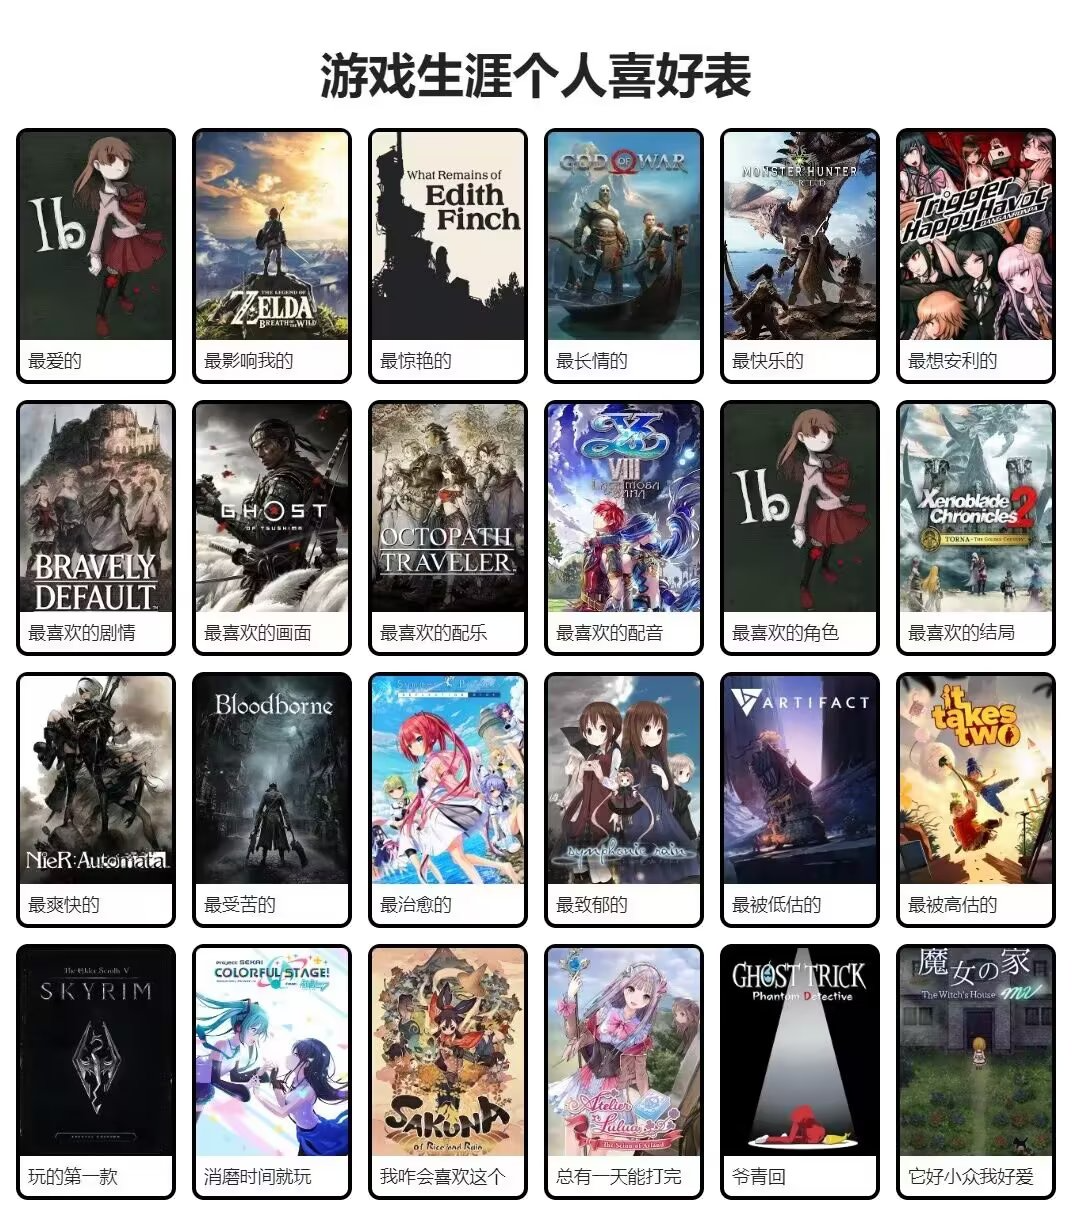 游戏生涯个人喜好表
Ib
THE LEGEND OF
ZELDA
BREATH OF THE WILD
What Remains of
Edith
Finch
GOD OF WAR
MONSTER HUNTER
WORLD
Trigger
Happy Havoc
DANGANRONPA
最爱的
最影响我的
最惊艳的
最长情的
最快乐的
最想安利的
BRAVELY
DEFAULT
GHOST
OF TSUSHIMA
OCTOPATH
TRAVELER
Ys
VIII
LACRIMOSA
of DANA
Ib
Xenoblade
Chronicles 2
TORNA - The Golden Country
最喜欢的剧情
最喜欢的画面
最喜欢的配乐
最喜欢的配音
最喜欢的角色
最喜欢的结局
NieR:Automata
Bloodborne
symphonic rain
ARTIFACT
it
takes
two
最爽快的
最受苦的
最治愈的
最致郁的
最被低估的
最被高估的
The Elder Scrolls V
SKYRIM
SPECIAL EDITION
PROJECT SEKAI
COLORFUL STAGE!
SAKUNA
Of Rice and Ruin
Atelier
Lulua
The Scion of Arland
GHOST TRICK
Phantom Detective
魔女の家
The Witch's House MV
玩的第一款
消磨时间就玩
我咋会喜欢这个
总有一天能打完
爷青回
它好小众我好爱